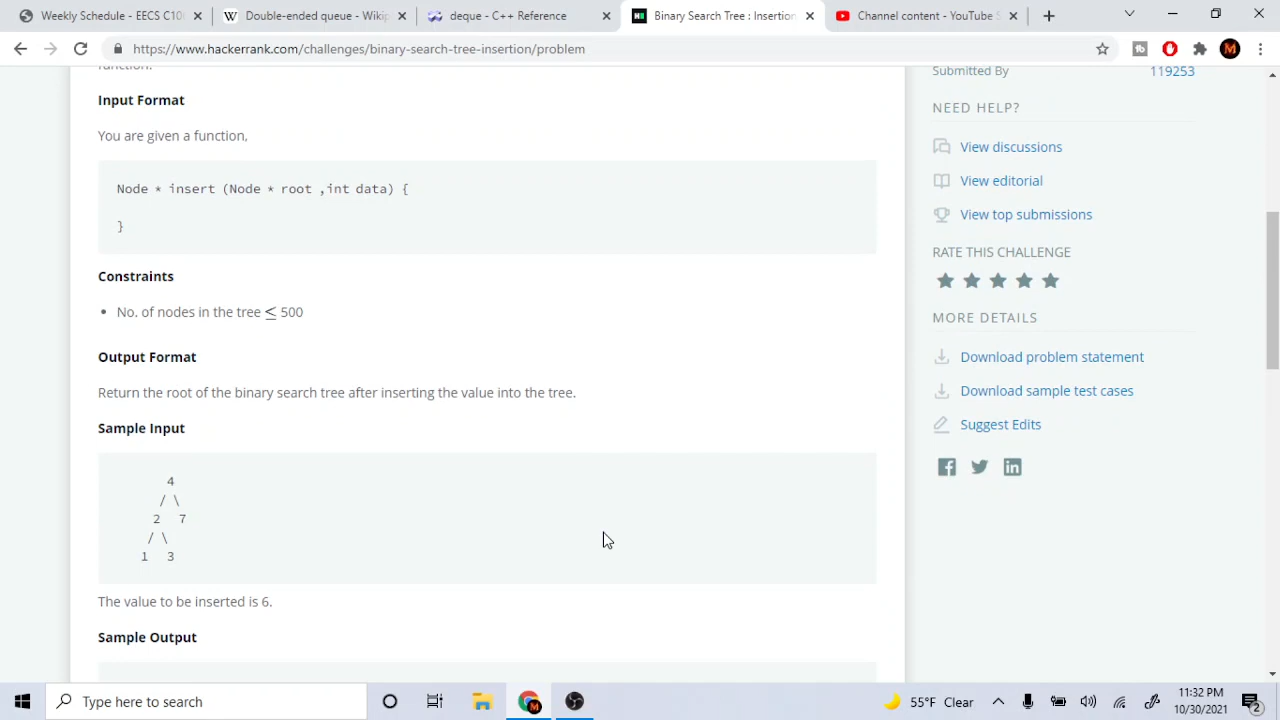 Weekly Schedule - EECS C10
Double-ended queue - Wi
deque - C++ Reference
Binary Search Tree : Insertion
Channel content - YouTube S
https://www.hackerrank.com/challenges/binary-search-tree-insertion/problem
function.
Input Format
You are given a function,
Node * insert (Node * root ,int data) {
}
Constraints
• No. of nodes in the tree ≤ 500
Output Format
Return the root of the binary search tree after inserting the value into the tree.
Sample Input
4
/ \
2 7
/ \
1 3
The value to be inserted is 6.
Sample Output
Submitted By 119253
NEED HELP?
View discussions
View editorial
View top submissions
RATE THIS CHALLENGE
MORE DETAILS
Download problem statement
Download sample test cases
Suggest Edits
Type here to search
55°F Clear
11:32 PM
10/30/2021
2